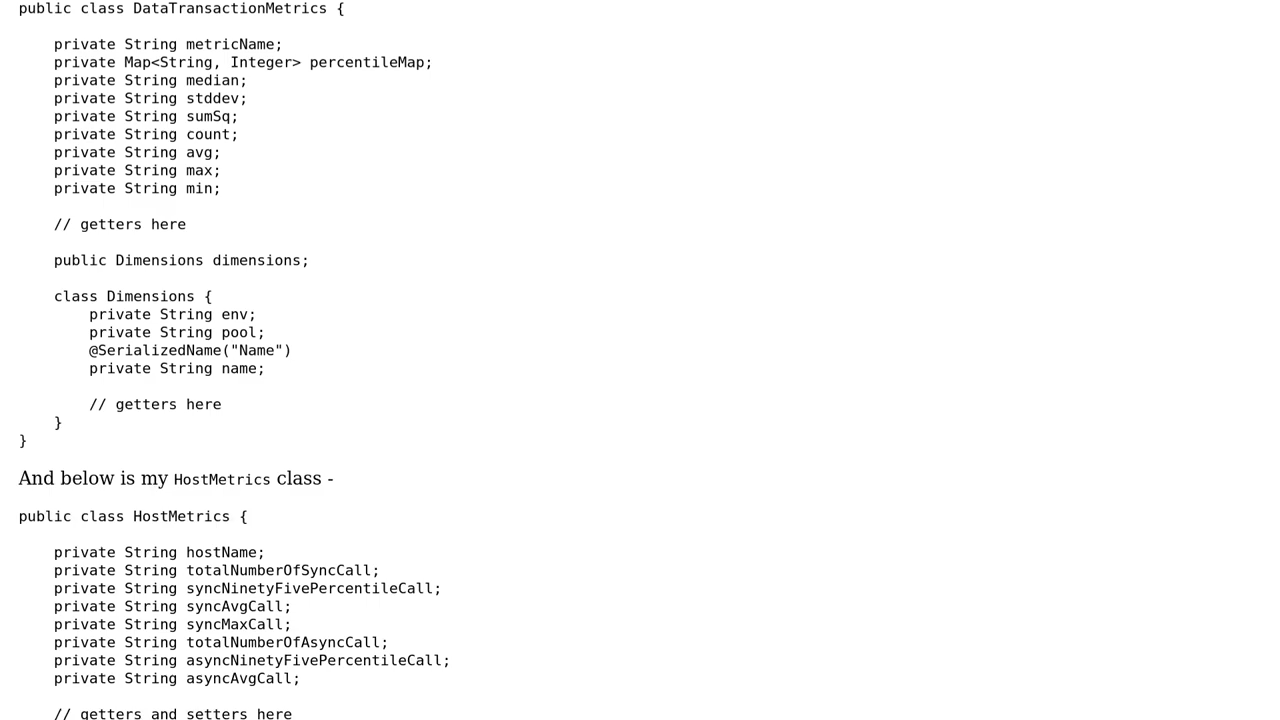 public class DataTransactionMetrics {
private String metricName;
private Map<String, Integer> percentileMap;
private String median;
private String stddev;
private String sumSq;
private String count;
private String avg;
private String max;
private String min;
// getters here
public Dimensions dimensions;
class Dimensions {
private String env;
private String pool;
@SerializedName("Name")
private String name;
// getters here
}
}
And below is my HostMetrics class -
public class HostMetrics {
private String hostName;
private String totalNumberOfSyncCall;
private String syncNinetyFivePercentileCall;
private String syncAvgCall;
private String syncMaxCall;
private String totalNumberOfAsyncCall;
private String asyncNinetyFivePercentileCall;
private String asyncAvgCall;
// getters and setters here